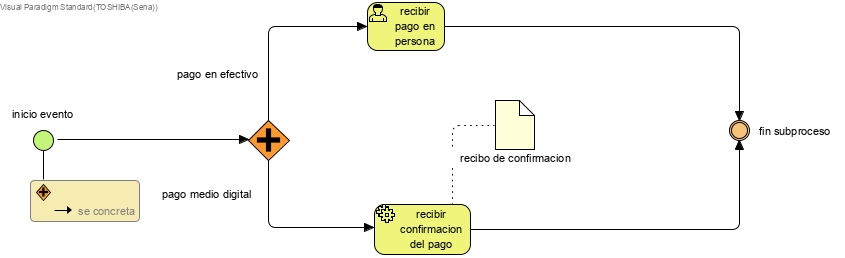 Visual Paradigm Standard(TOSHIBA(Sena))
recibir
pago en
persona
pago en efectivo
inicio evento
fin subproceso
recibo de confirmacion
pago medio digital
se concreta
recibir
confirmacion
del pago